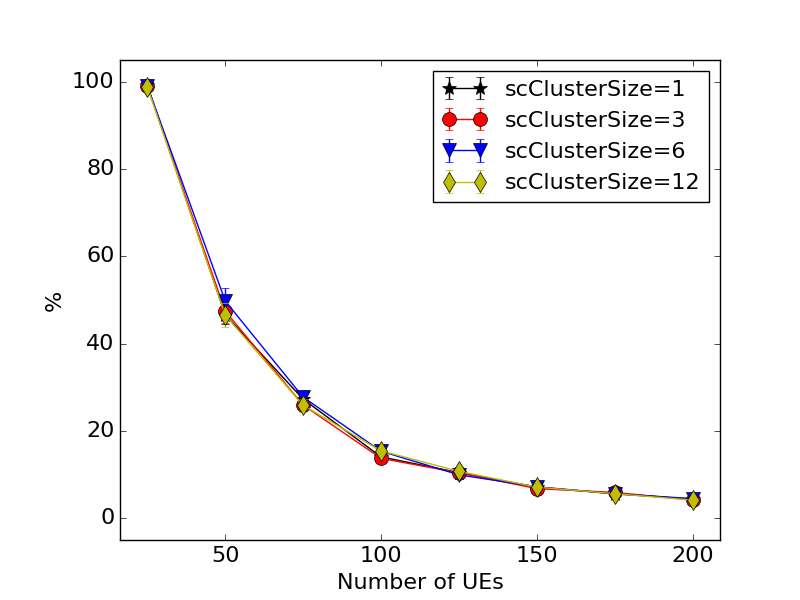 100
80
60
40
20
0
%
scClusterSize=1
scClusterSize=3
scClusterSize=6
scClusterSize=12
50 100 150 200
Number of UEs